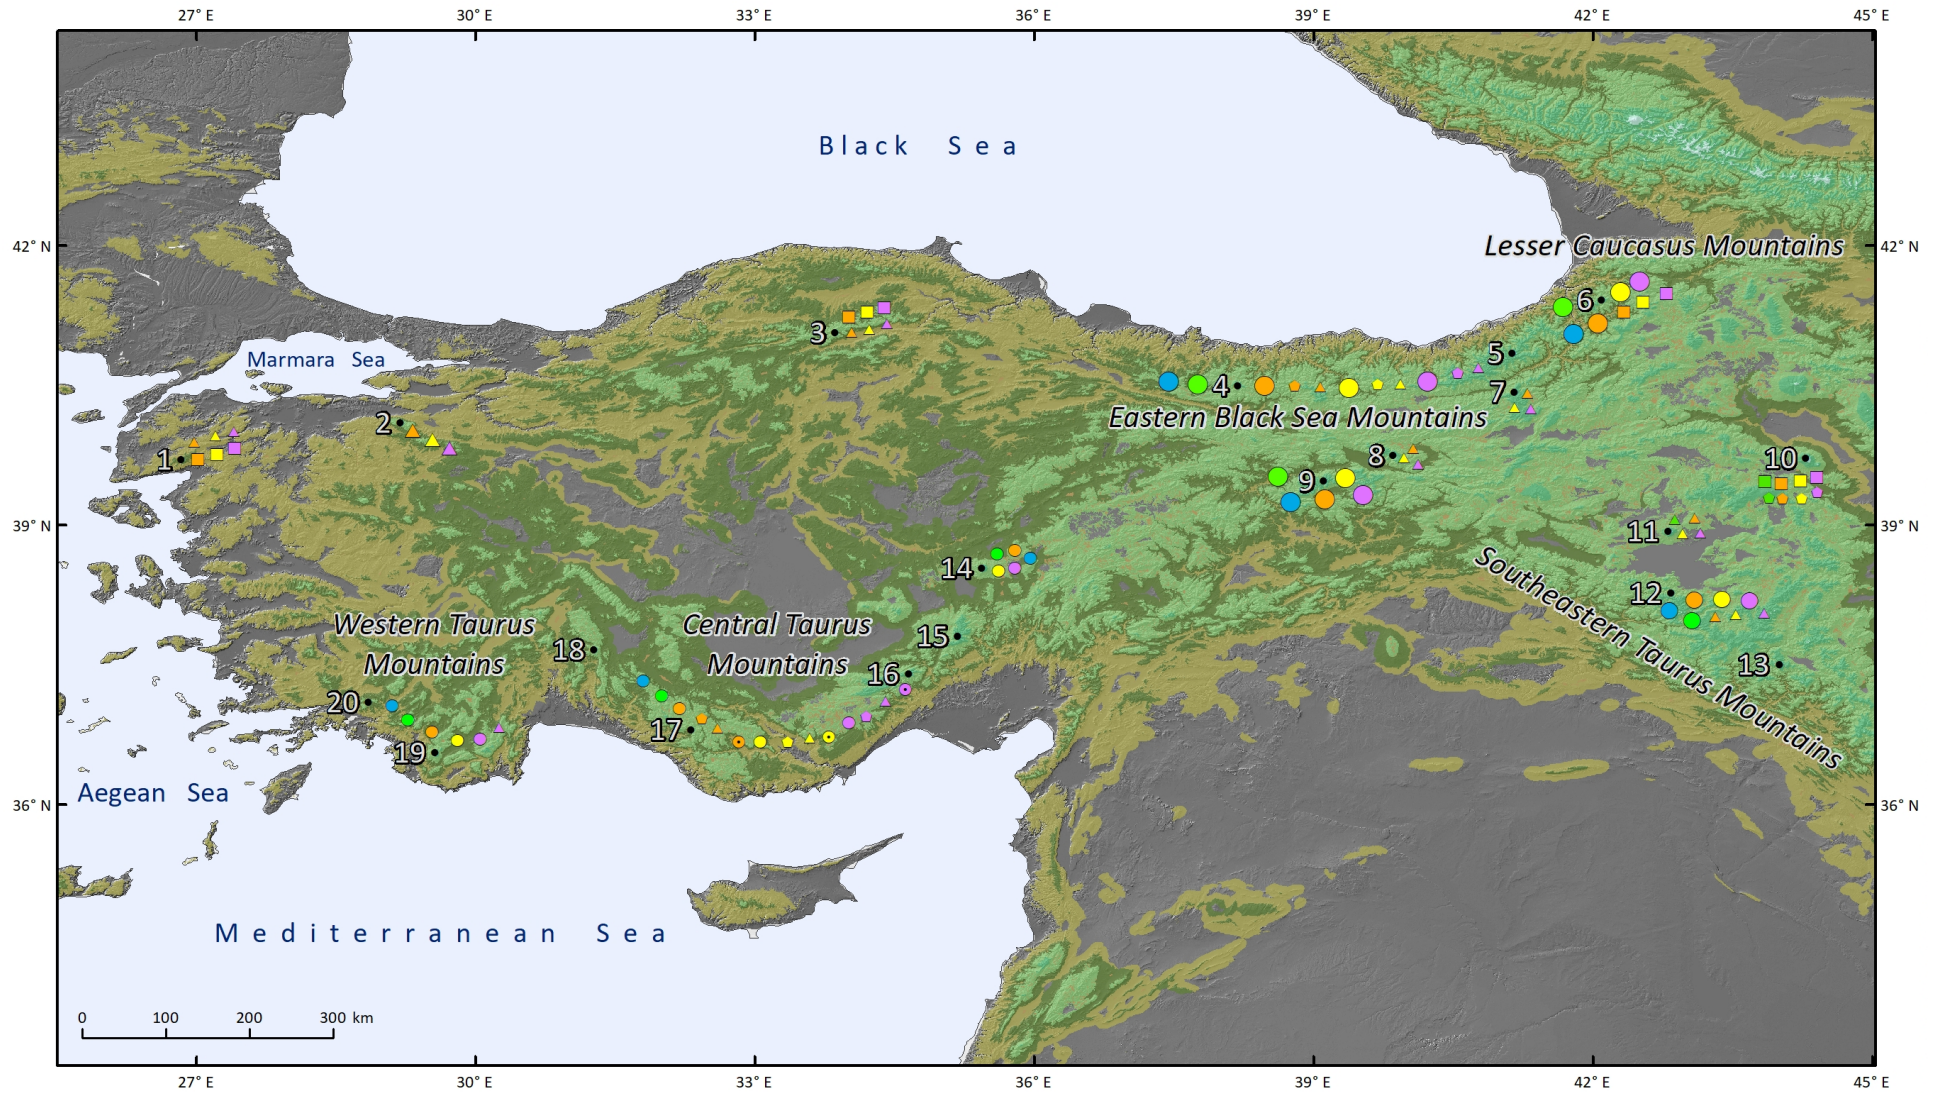 27° E 30° E 33° E 36° E 39° E 42° E 45° E
Black Sea
42° N Lesser Caucasus Mountains 42° N
6
3
5
Marmara Sea
4
7
Eastern Black Sea Mountains
2
1
8
10
9
39° N 39° N
11
14
Southeastern Taurus Mountains
12
Western Taurus
Mountains
Central Taurus
Mountains
15
18
13
16
20
17
19
Aegean Sea
36° N 36° N
Mediterranean Sea
0 100 200 300 km
27° E 30° E 33° E 36° E 39° E 42° E 45° E